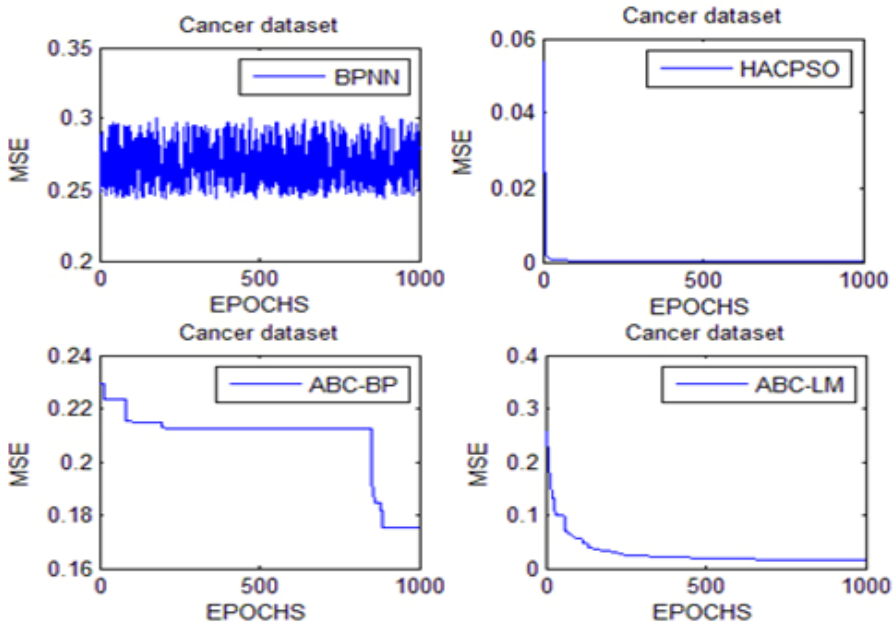 Cancer dataset
0.35
BPNN
0.3
MSE
0.25
0.2
0
500
1000
EPOCHS
Cancer dataset
0.06
HACPSO
0.04
MSE
0.02
0
0
500
1000
EPOCHS
Cancer dataset
0.24
ABC-BP
0.22
MSE
0.2
0.18
0.16
0
500
1000
EPOCHS
Cancer dataset
0.4
ABC-LM
0.3
MSE
0.2
0.1
0
0
500
1000
EPOCHS